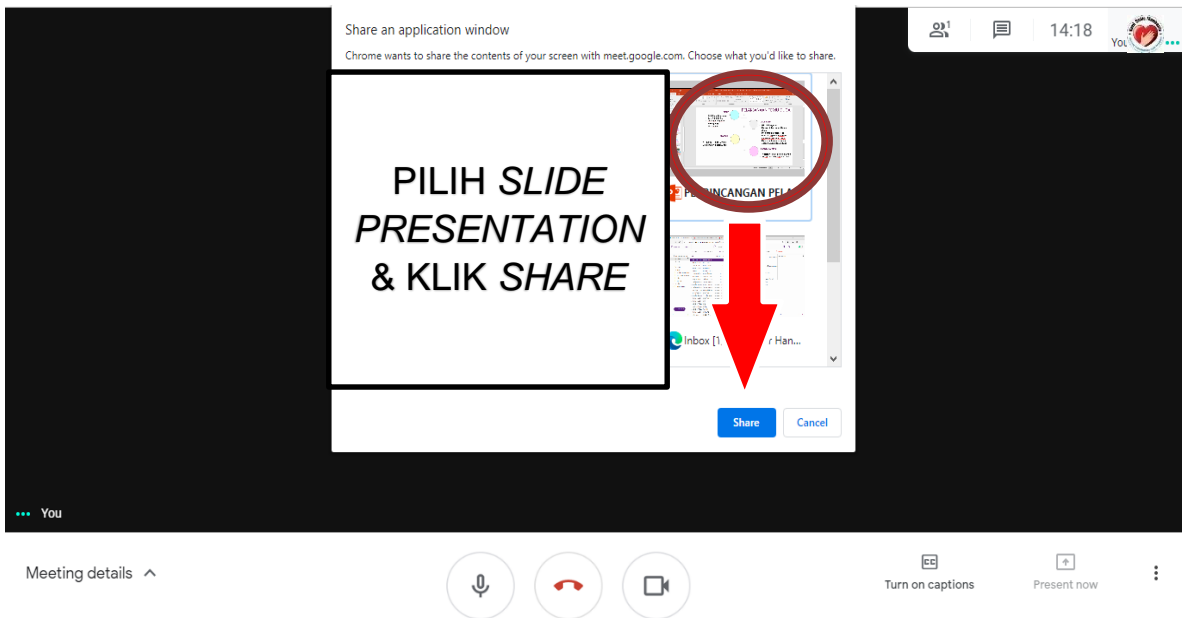 Share an application window
Chrome wants to share the contents of your screen with meet.google.com. Choose what you'd like to share.
1
14:18
You
PILIH SLIDE
PRESENTATION
& KLIK SHARE
Inbox
Han...
Share
Cancel
You
Meeting details
CC
Turn on captions
Present now